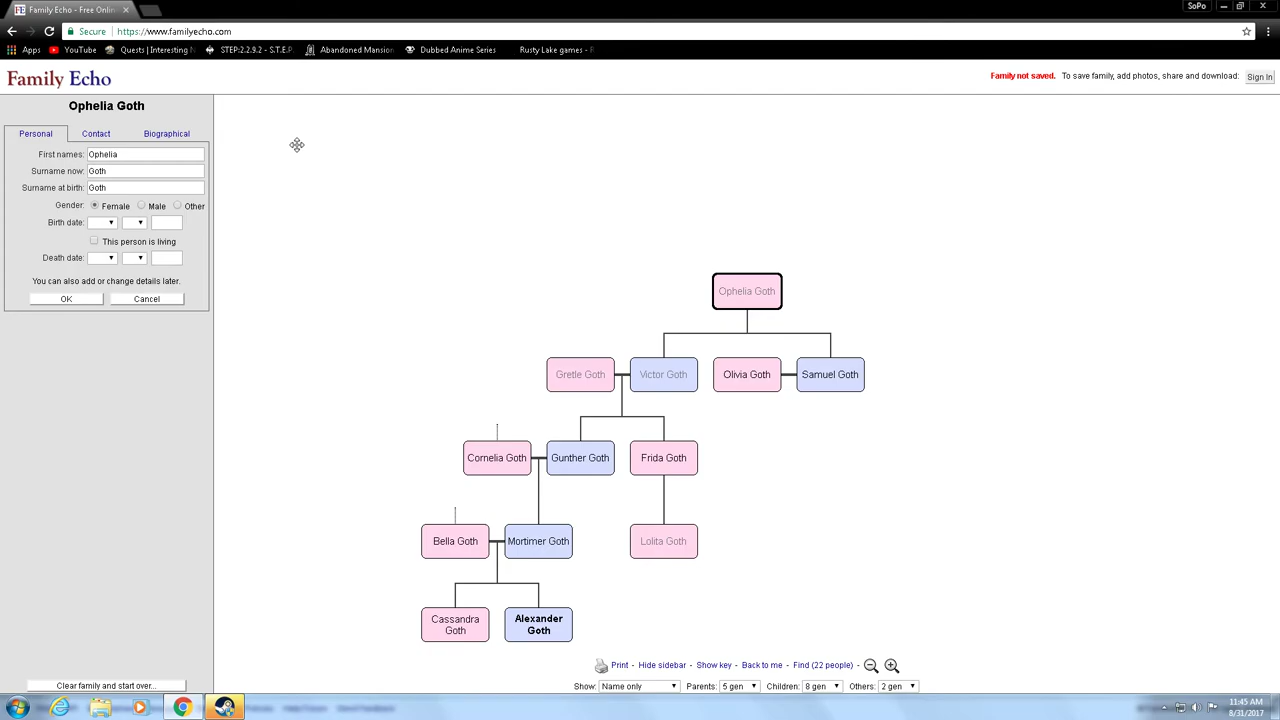 Family Echo - Free Onlin
SoPo
Secure
https://www.familyecho.com
Apps
YouTube
Quests | Interesting N
STEP:2.2.9.2 - S.T.E.P.
Abandoned Mansion
Dubbed Anime Series
Rusty Lake games - R
Family Echo
Family not saved. To save family, add photos, share and download: Sign In
Ophelia Goth
Personal
Contact
Biographical
First names: Ophelia
Surname now: Goth
Surname at birth: Goth
Gender: Female Male Other
Birth date:
This person is living
Death date:
You can also add or change details later.
OK
Cancel
Ophelia Goth
Gretle Goth
Victor Goth
Olivia Goth
Samuel Goth
Cornelia Goth
Gunther Goth
Frida Goth
Bella Goth
Mortimer Goth
Lolita Goth
Cassandra
Goth
Alexander
Goth
Print - Hide sidebar - Show key - Back to me - Find (22 people)
Clear family and start over...
Show: Name only Parents: 5 gen Children: 8 gen Others: 2 gen
11:45 AM
8/31/2017